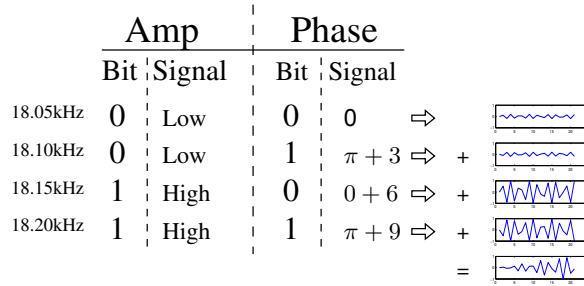 Amp Phase
Bit Signal Bit Signal
18.05kHz 0 Low 0 0 ⇨
18.10kHz 0 Low 1 π + 3 ⇨ +
18.15kHz 1 High 0 0 + 6 ⇨ +
18.20kHz 1 High 1 π + 9 ⇨ +
=